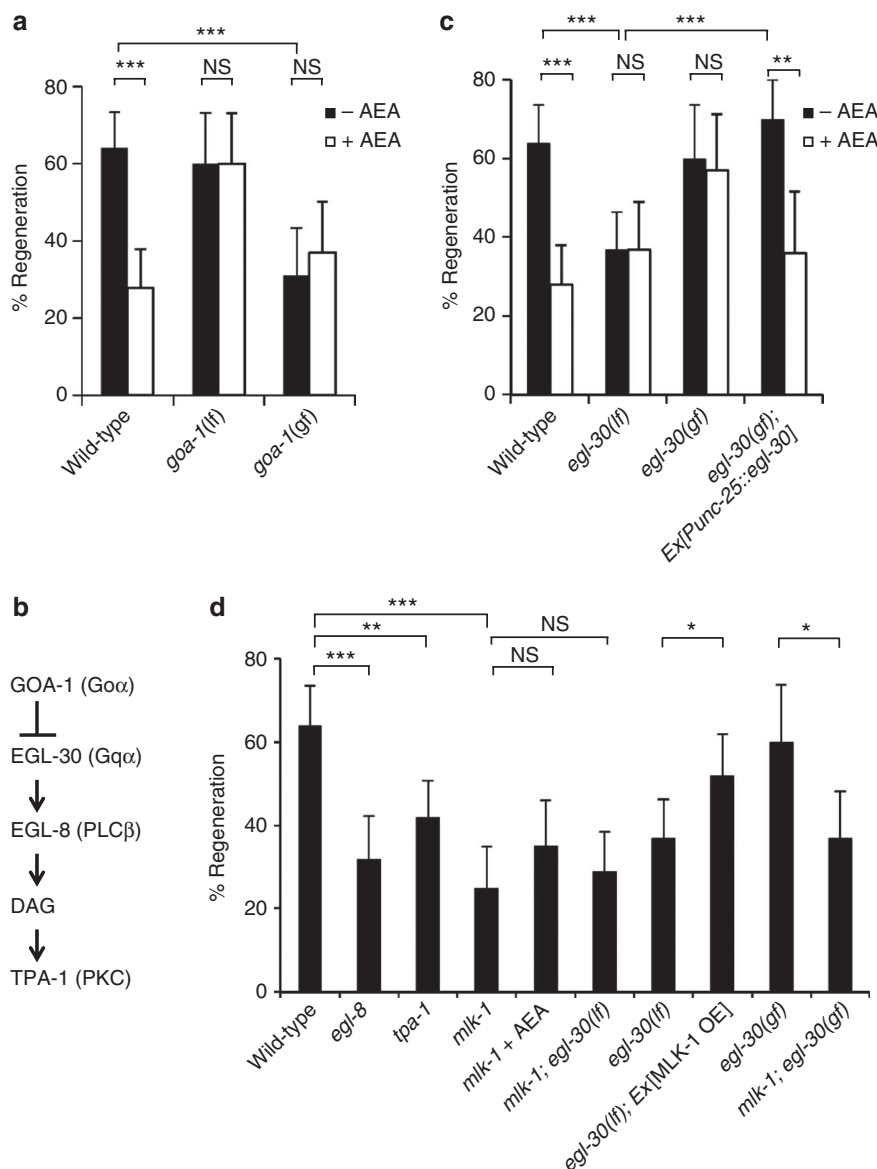 a
***
***
NS
NS
80
60
40
20
0
% Regeneration
– AEA
+ AEA
Wild-type
goa-1(lf)
goa-1(gf)
c
***
***
***
NS
NS
**
80
60
40
20
0
% Regeneration
– AEA
+ AEA
Wild-type
egl-30(lf)
egl-30(gf)
egl-30(gf);
Ex[Punc-25::egl-30]
b
GOA-1 (Goα)
EGL-30 (Gqα)
EGL-8 (PLCβ)
DAG
TPA-1 (PKC)
d
***
**
***
NS
NS
*
*
80
60
40
20
0
% Regeneration
Wild-type
egl-8
tpa-1
mlk-1
mlk-1 + AEA
mlk-1; egl-30(lf)
egl-30(lf)
egl-30(lf); Ex[MLK-1 OE]
egl-30(gf)
mlk-1; egl-30(gf)